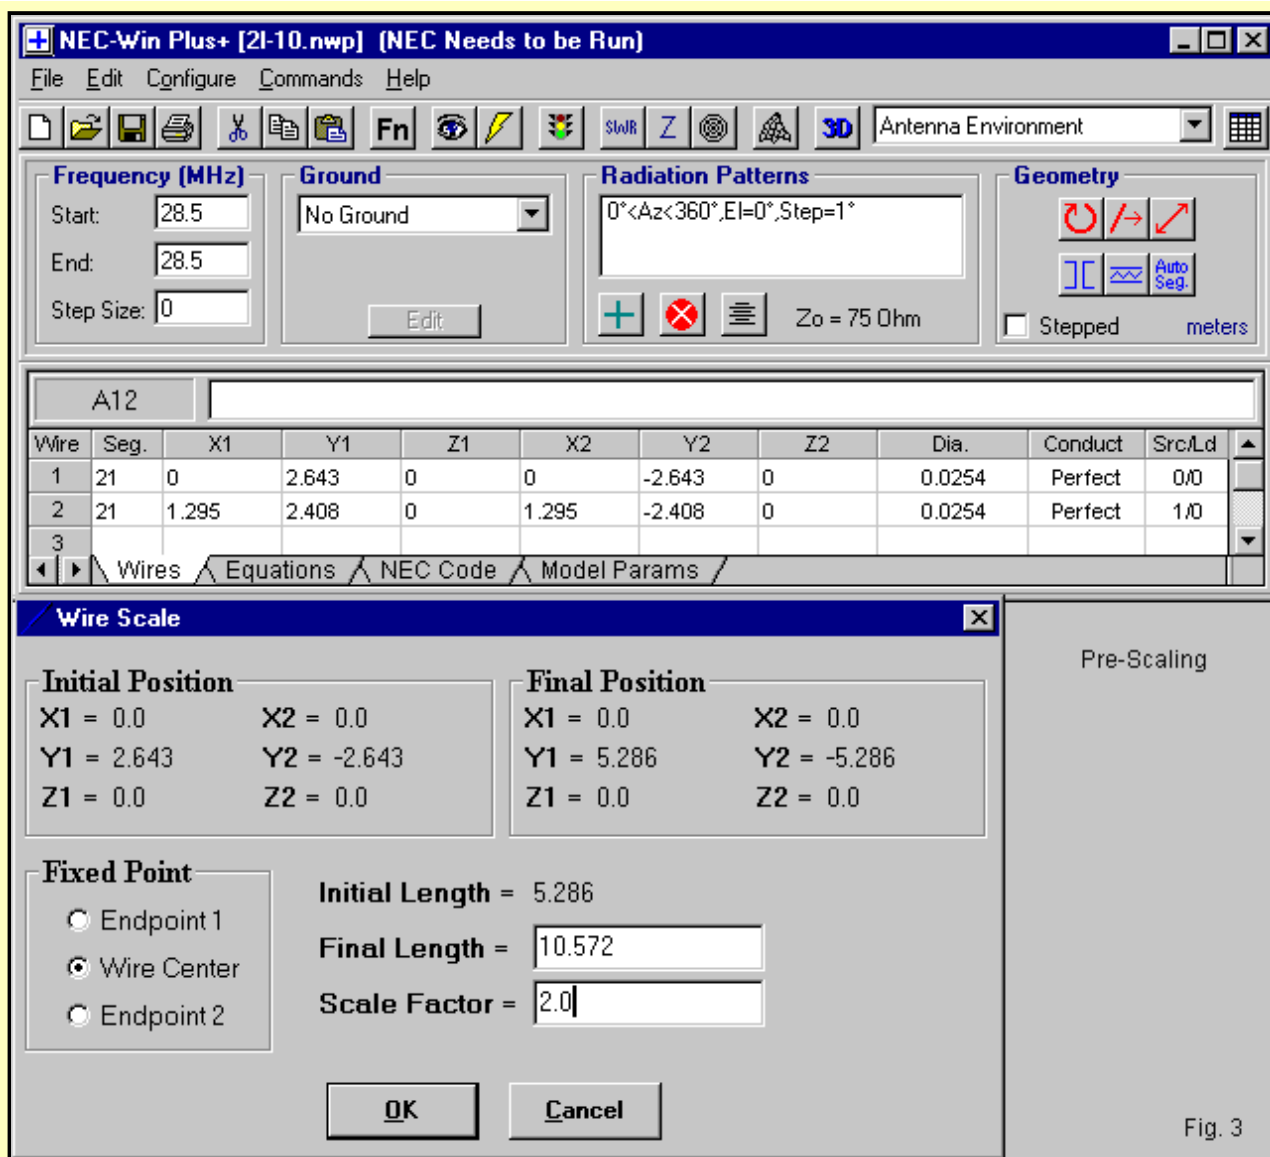 NEC-Win Plus+ [2l-10.nwp] (NEC Needs to be Run)
File Edit Configure Commands Help
Fn SWR Z 3D Antenna Environment
Frequency (MHz)
Start: 28.5
End: 28.5
Step Size: 0
Ground
No Ground
Edit
Radiation Patterns
0°<Az<360°,El=0°,Step=1°
Zo = 75 Ohm
Geometry
Auto
Seg.
Stepped meters
A12
Wire Seg. X1 Y1 Z1 X2 Y2 Z2 Dia. Conduct Src/Ld
1 21 0 2.643 0 0 -2.643 0 0.0254 Perfect 0/0
2 21 1.295 2.408 0 1.295 -2.408 0 0.0254 Perfect 1/0
3
Wires Equations NEC Code Model Params
Wire Scale
Pre-Scaling
Initial Position
X1 = 0.0 X2 = 0.0
Y1 = 2.643 Y2 = -2.643
Z1 = 0.0 Z2 = 0.0
Final Position
X1 = 0.0 X2 = 0.0
Y1 = 5.286 Y2 = -5.286
Z1 = 0.0 Z2 = 0.0
Fixed Point
Endpoint 1
Wire Center
Endpoint 2
Initial Length = 5.286
Final Length = 10.572
Scale Factor = 2.0
OK Cancel
Fig. 3